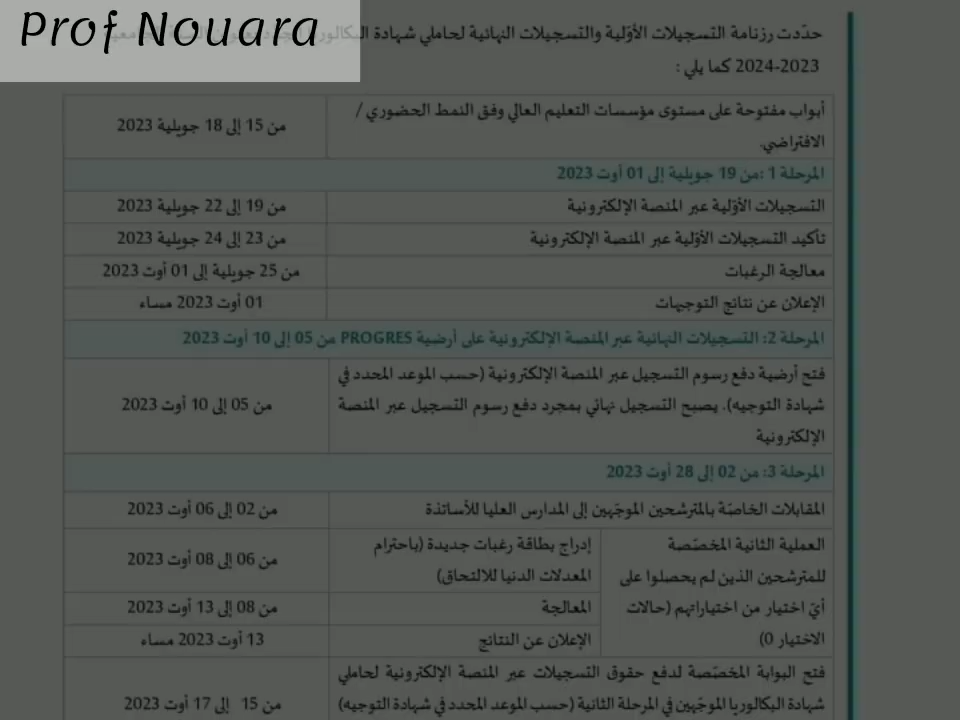 Prof Nouara
حدّدت رزنامة التسجيلات الأوّلية والتسجيلات النهائية لحاملي شهادة البكالوريا
2024-2023 كما يلي :
أبواب مفتوحة على مستوى مؤسسات التعليم العالي وفق النمط الحضوري /
الافتراضي.
من 15 إلى 18 جويلية 2023
المرحلة 1 :من 19 جويلية إلى 01 أوت 2023
التسجيلات الأوّلية عبر المنصة الإلكترونية
من 19 إلى 22 جويلية 2023
تأكيد التسجيلات الأوّلية عبر المنصة الإلكترونية
من 23 إلى 24 جويلية 2023
معالجة الرغبات
من 25 جويلية إلى 01 أوت 2023
الإعلان عن نتائج التوجيهات
01 أوت 2023 مساء
المرحلة 2: التسجيلات النهائية عبر المنصة الإلكترونية على أرضية PROGRES من 05 إلى 10 أوت 2023
فتح أرضية دفع رسوم التسجيل عبر المنصة الإلكترونية (حسب الموعد المحدد في
شهادة التوجيه). يصبح التسجيل نهائي بمجرد دفع رسوم التسجيل عبر المنصة
الإلكترونية
من 05 إلى 10 أوت 2023
المرحلة 3: من 02 إلى 28 أوت 2023
المقابلات الخاصّة بالمترشحين الموجّهين إلى المدارس العليا للأساتذة
من 02 إلى 06 أوت 2023
العملية الثانية المخصّصة
للمترشحين الذين لم يحصلوا على
أيّ اختيار من اختياراتهم (حالات
الاختيار 0)
إدراج بطاقة رغبات جديدة (باحترام
المعدلات الدنيا للالتحاق)
من 06 إلى 08 أوت 2023
المعالجة
من 08 إلى 13 أوت 2023
الإعلان عن النتائج
13 أوت 2023 مساء
فتح البوابة المخصّصة لدفع حقوق التسجيلات عبر المنصة الإلكترونية لحاملي
شهادة البكالوريا الموجّهين في المرحلة الثانية (حسب الموعد المحدد في شهادة التوجيه)
من 15 إلى 17 أوت 2023